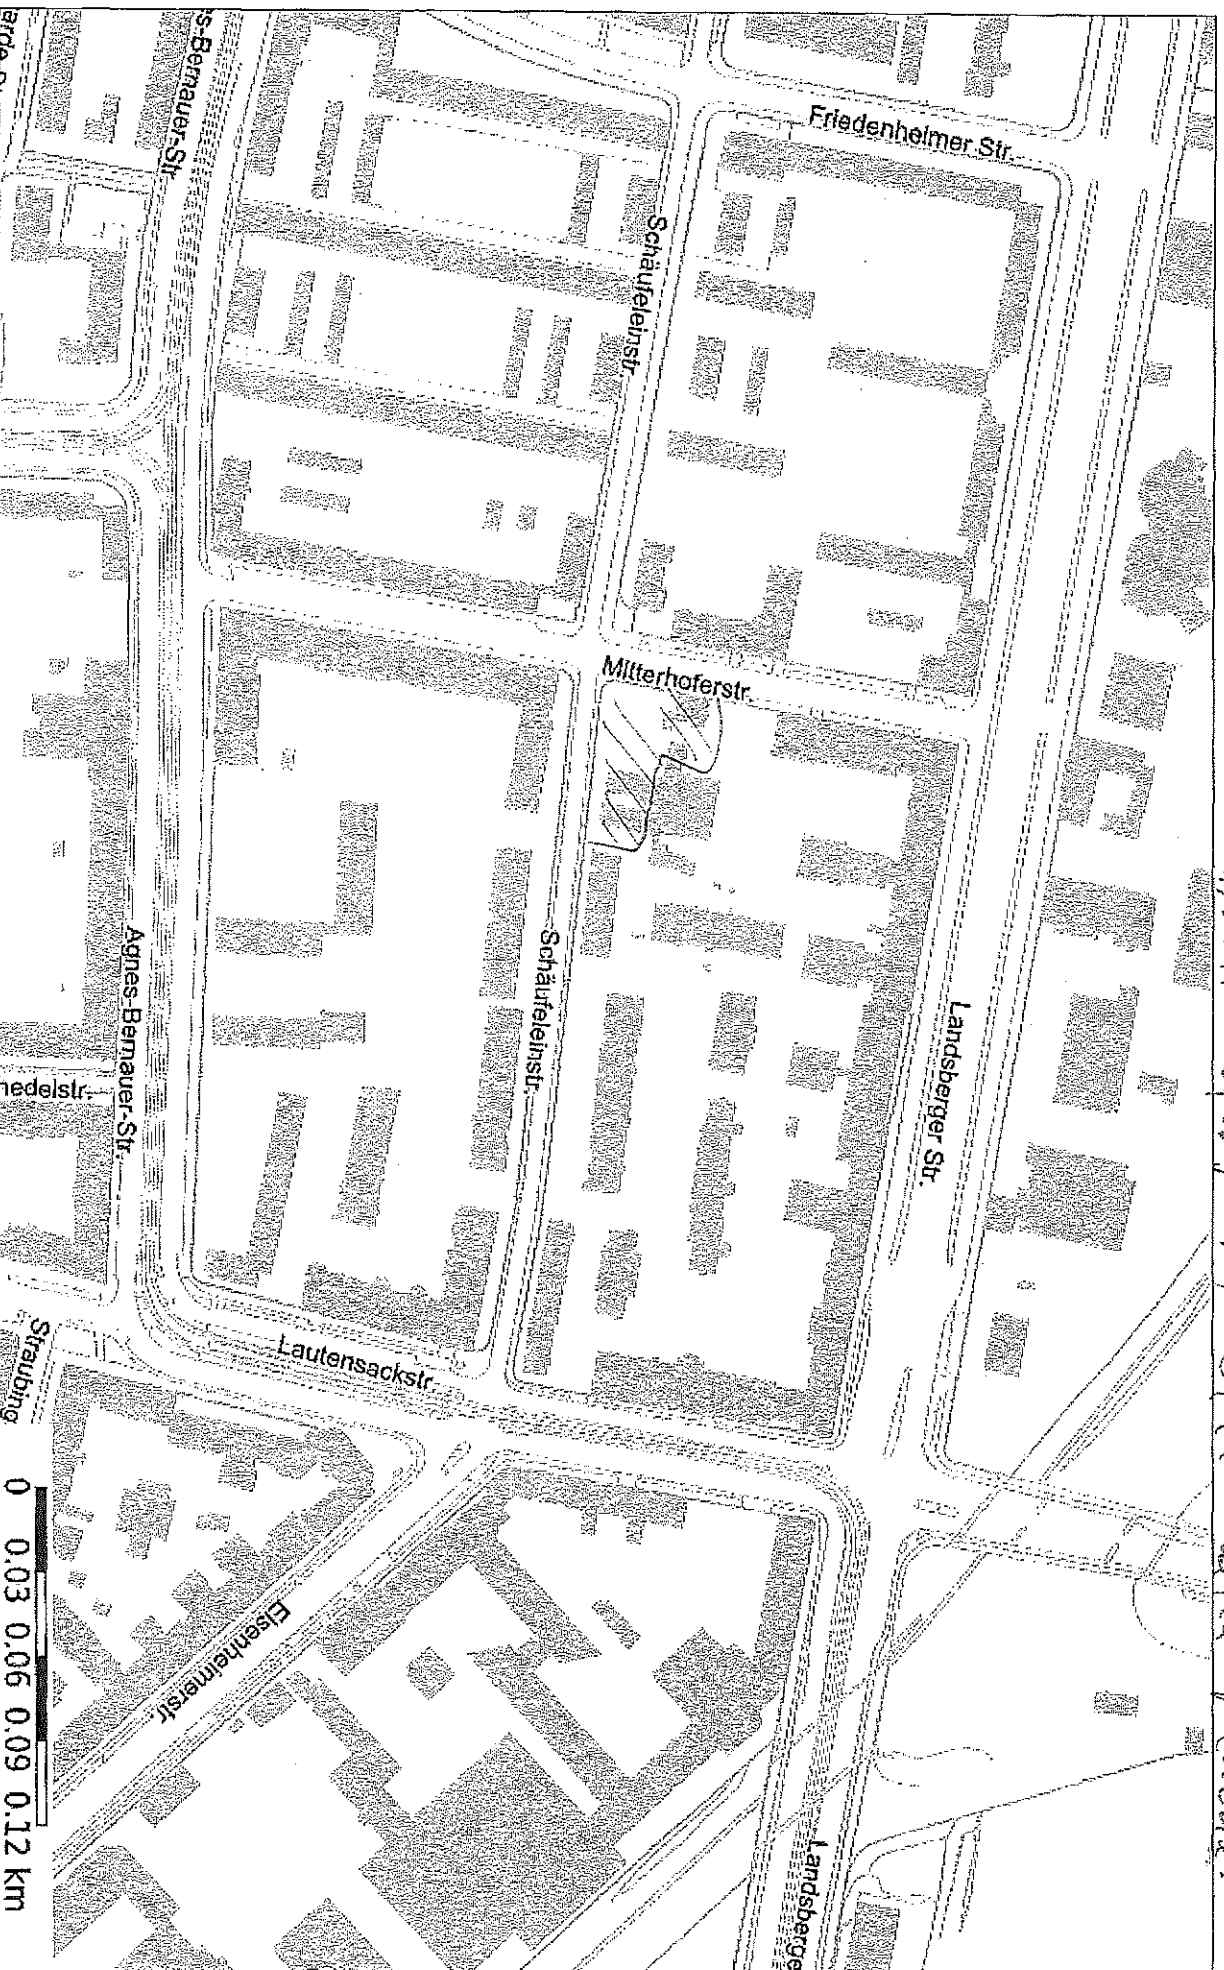 Friedenheimer Str.
s-Bernauer-Str.
Schäufeleinstr.
Mitterhoferstr.
Landsberger Str.
Schäufeleinstr.
Agnes-Bernauer-Str.
nedelstr.
Lautensackstr.
Straubing
Elsenheimerstr.
Landsberge
0 0.03 0.06 0.09 0.12 km